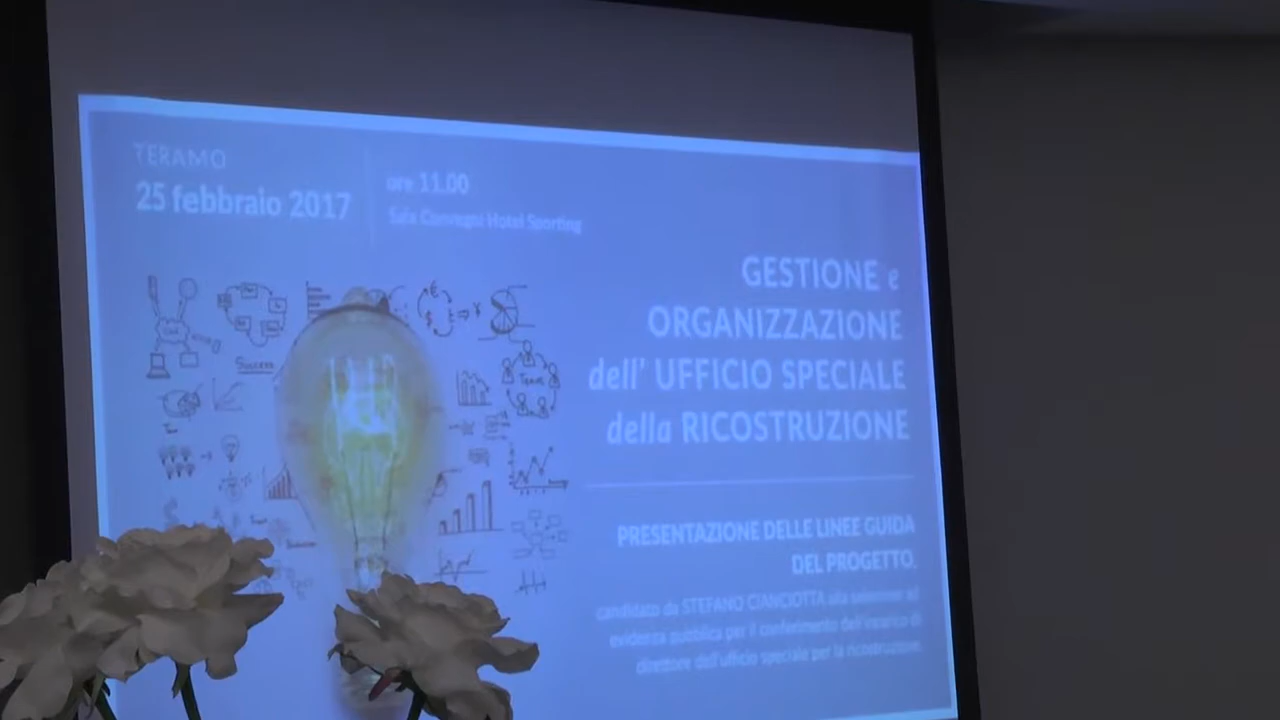 TERAMO
25 febbraio 2017
ore 11.00
Sala Convegni Hotel Sporting
GESTIONE e
ORGANIZZAZIONE
dell' UFFICIO SPECIALE
della RICOSTRUZIONE
Success
Team
PRESENTAZIONE DELLE LINEE GUIDA
DEL PROGETTO.
candidato da STEFANO CIANCIOTTA alla selezione ad
evidenza pubblica per il conferimento dell'incarico di
direttore dell'ufficio speciale per la ricostruzione.